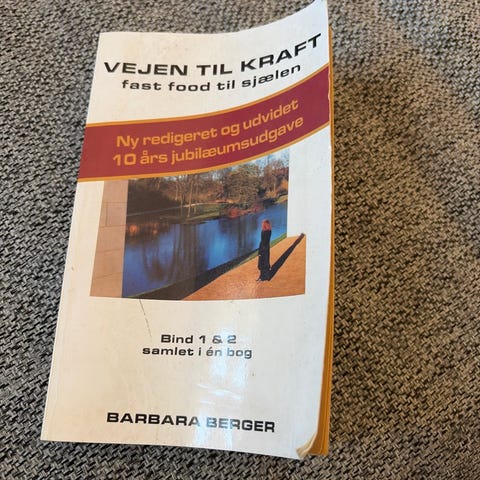 VEJEN TIL KRAFT
fast food til sjælen
Ny redigeret og udvidet
10 års jubilæumsudgave
Bind 1 & 2
samlet i én bog
BARBARA BERGER